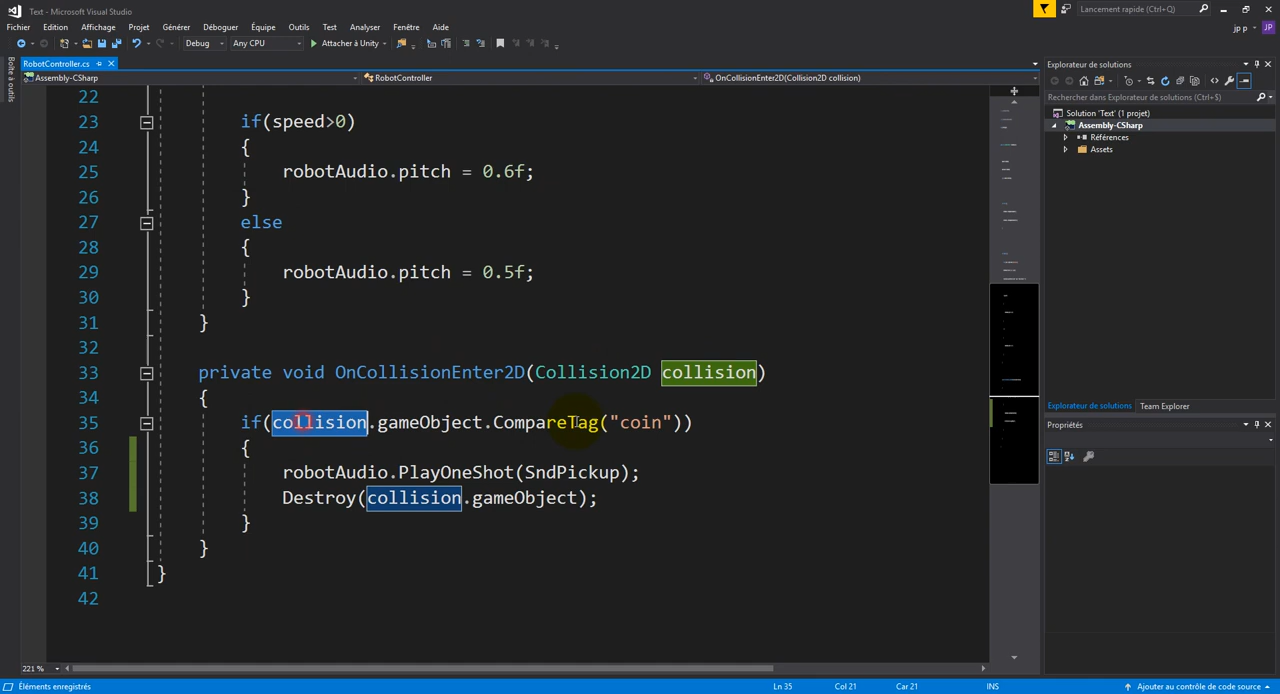 Text - Microsoft Visual Studio
Lancement rapide (Ctrl+Q)
Fichier Edition Affichage Projet Générer Déboguer Équipe Outils Test Analyser Fenêtre Aide
jp p JP
Debug Any CPU Attacher à Unity
Boîte à outils
RobotController.cs
Assembly-CSharp RobotController OnCollisionEnter2D(Collision2D collision)
22
23 if(speed>0)
24 {
25 robotAudio.pitch = 0.6f;
26 }
27 else
28 {
29 robotAudio.pitch = 0.5f;
30 }
31 }
32
33 private void OnCollisionEnter2D(Collision2D collision)
34 {
35 if(collision.gameObject.CompareTag("coin"))
36 {
37 robotAudio.PlayOneShot(SndPickup);
38 Destroy(collision.gameObject);
39 }
40 }
41 }
42
221 %
Explorateur de solutions
Rechercher dans Explorateur de solutions (Ctrl+$)
Solution 'Text' (1 projet)
Assembly-CSharp
Références
Assets
Explorateur de solutions Team Explorer
Propriétés
Éléments enregistrés Ln 35 Col 21 Car 21 INS Ajouter au contrôle de code source